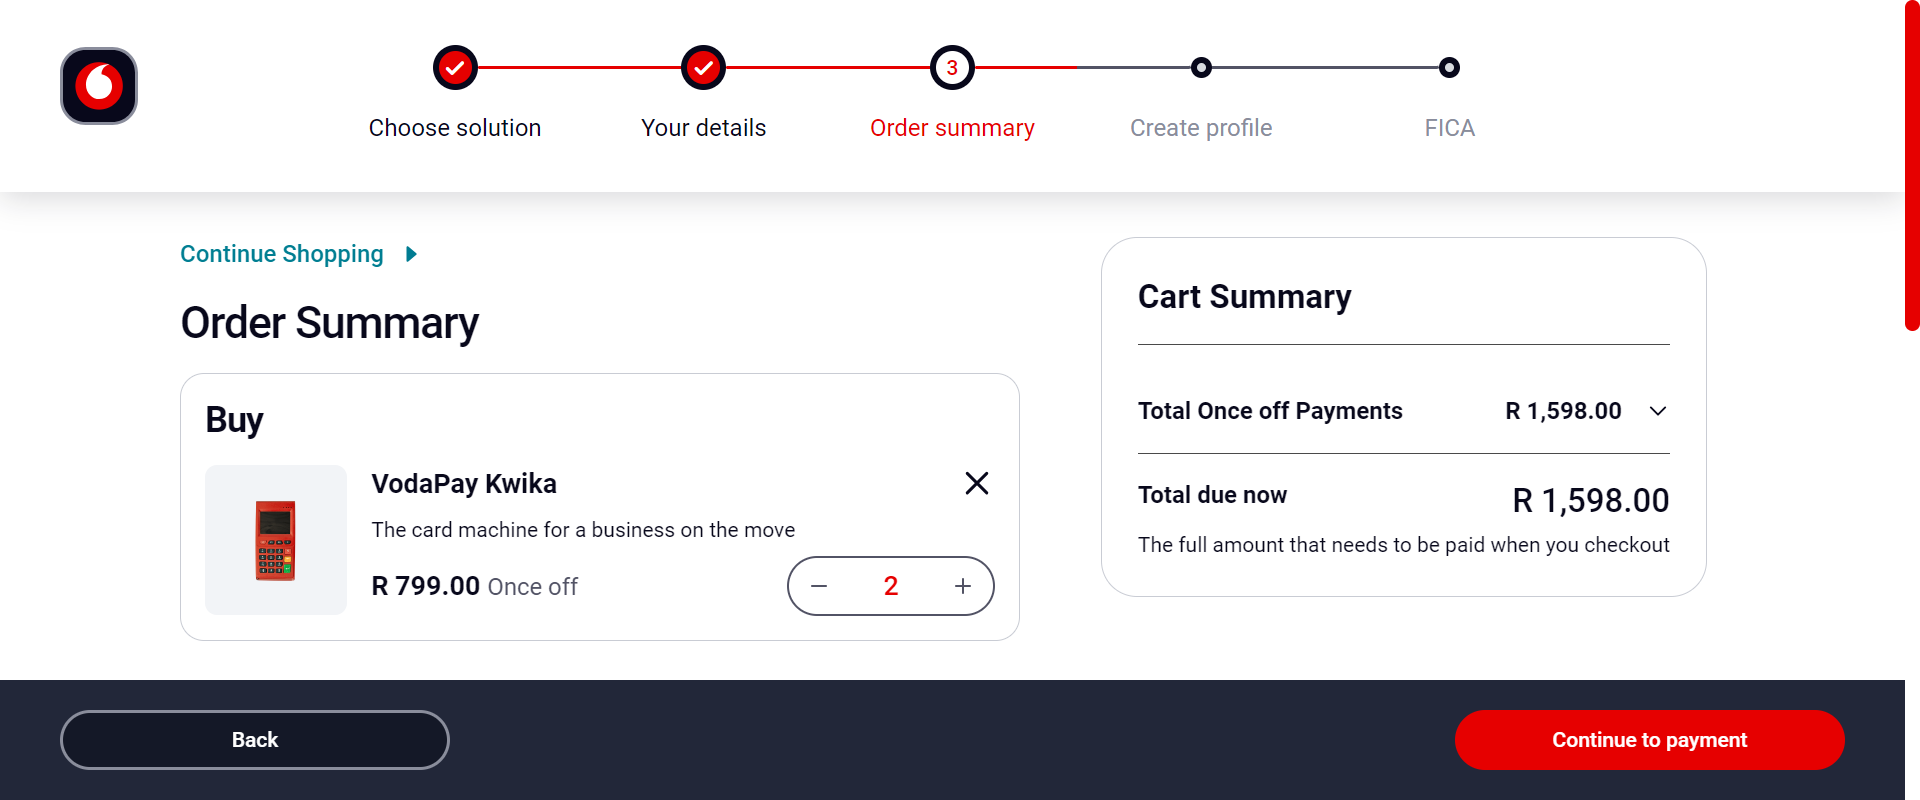 3
Choose solution
Your details
Order summary
Create profile
FICA
Continue Shopping
Order Summary
Buy
VodaPay Kwika
The card machine for a business on the move
R 799.00 Once off
2
Cart Summary
Total Once off Payments R 1,598.00
Total due now R 1,598.00
The full amount that needs to be paid when you checkout
Back
Continue to payment